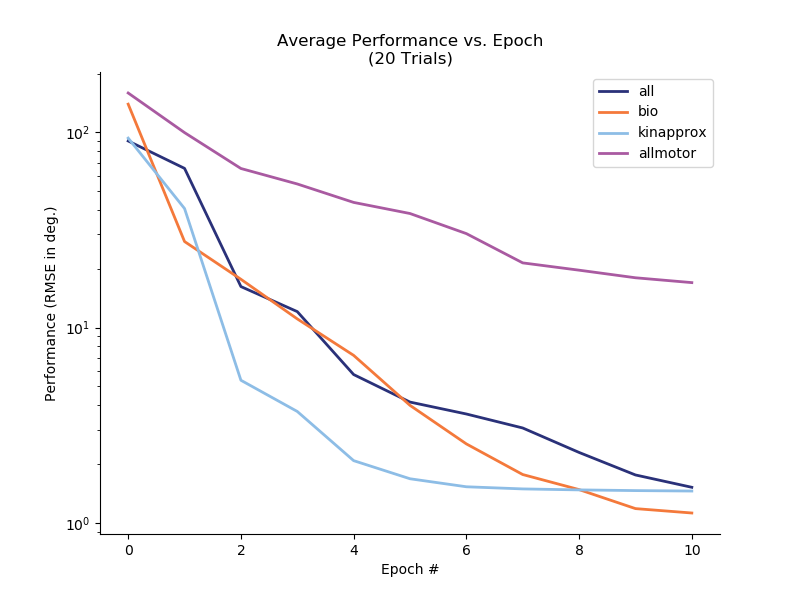 Average Performance vs. Epoch
(20 Trials)
all
bio
kinapprox
allmotor
Performance (RMSE in deg.)
10²
10¹
10⁰
0 2 4 6 8 10
Epoch #